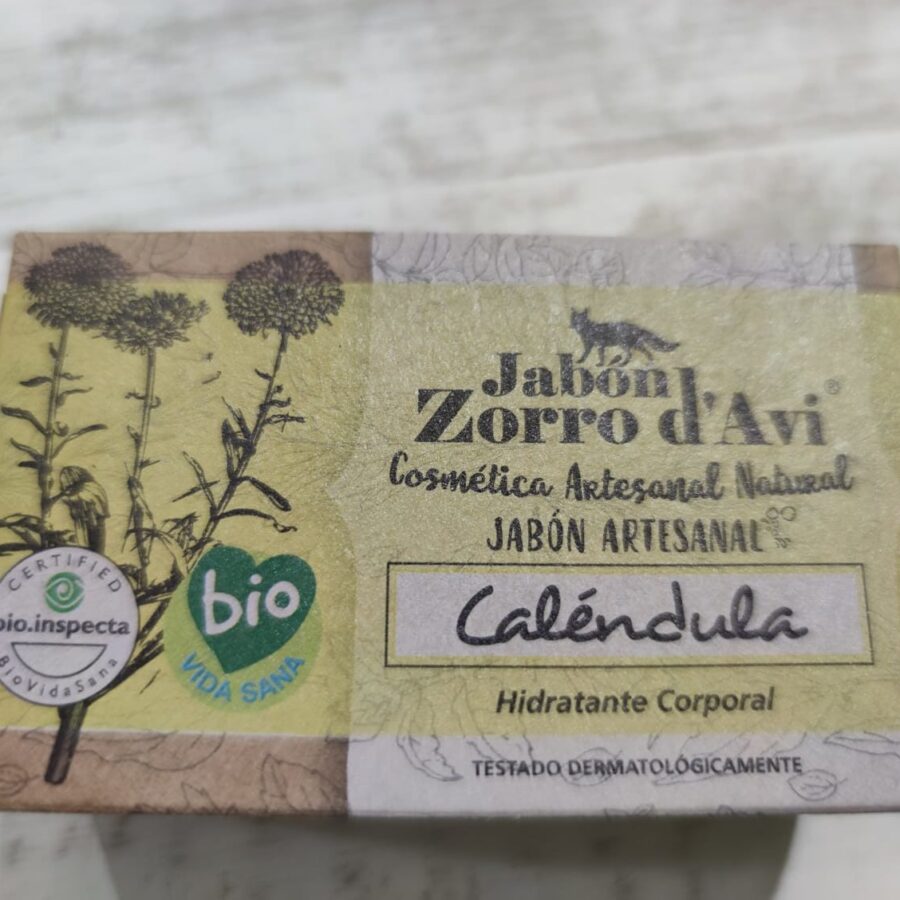 Jabón
Zorro d'Avi®
Cosmética Artesanal Natural
JABÓN ARTESANAL
Caléndula
Hidratante Corporal
TESTADO DERMATOLÓGICAMENTE
CERTIFIED
bio.inspecta
BioVidaSana
bio
VIDA SANA